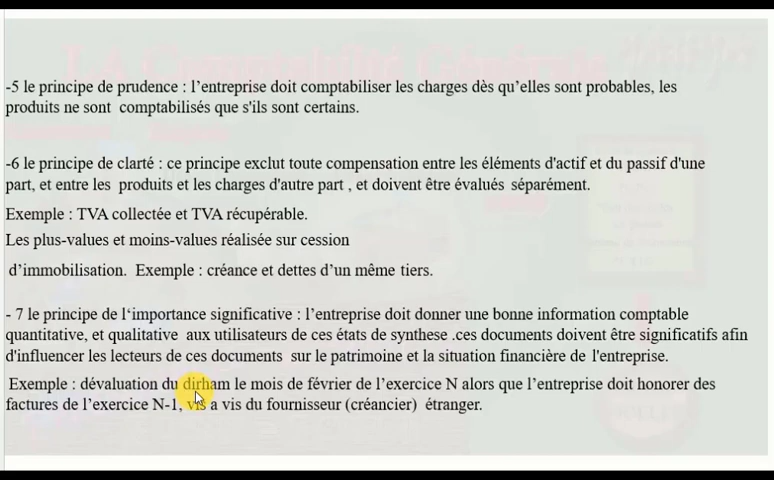 LA Comptabilité Générale
-5 le principe de prudence : l’entreprise doit comptabiliser les charges dès qu’elles sont probables, les
produits ne sont comptabilisés que s'ils sont certains.
-6 le principe de clarté : ce principe exclut toute compensation entre les éléments d'actif et du passif d'une
part, et entre les produits et les charges d'autre part , et doivent être évalués séparément.
Exemple : TVA collectée et TVA récupérable.
Les plus-values et moins-values réalisée sur cession
d’immobilisation. Exemple : créance et dettes d’un même tiers.
- 7 le principe de l‘importance significative : l’entreprise doit donner une bonne information comptable
quantitative, et qualitative aux utilisateurs de ces états de synthese .ces documents doivent être significatifs afin
d'influencer les lecteurs de ces documents sur le patrimoine et la situation financière de l'entreprise.
Exemple : dévaluation du dirham le mois de février de l’exercice N alors que l’entreprise doit honorer des
factures de l’exercice N-1, vis a vis du fournisseur (créancier) étranger.